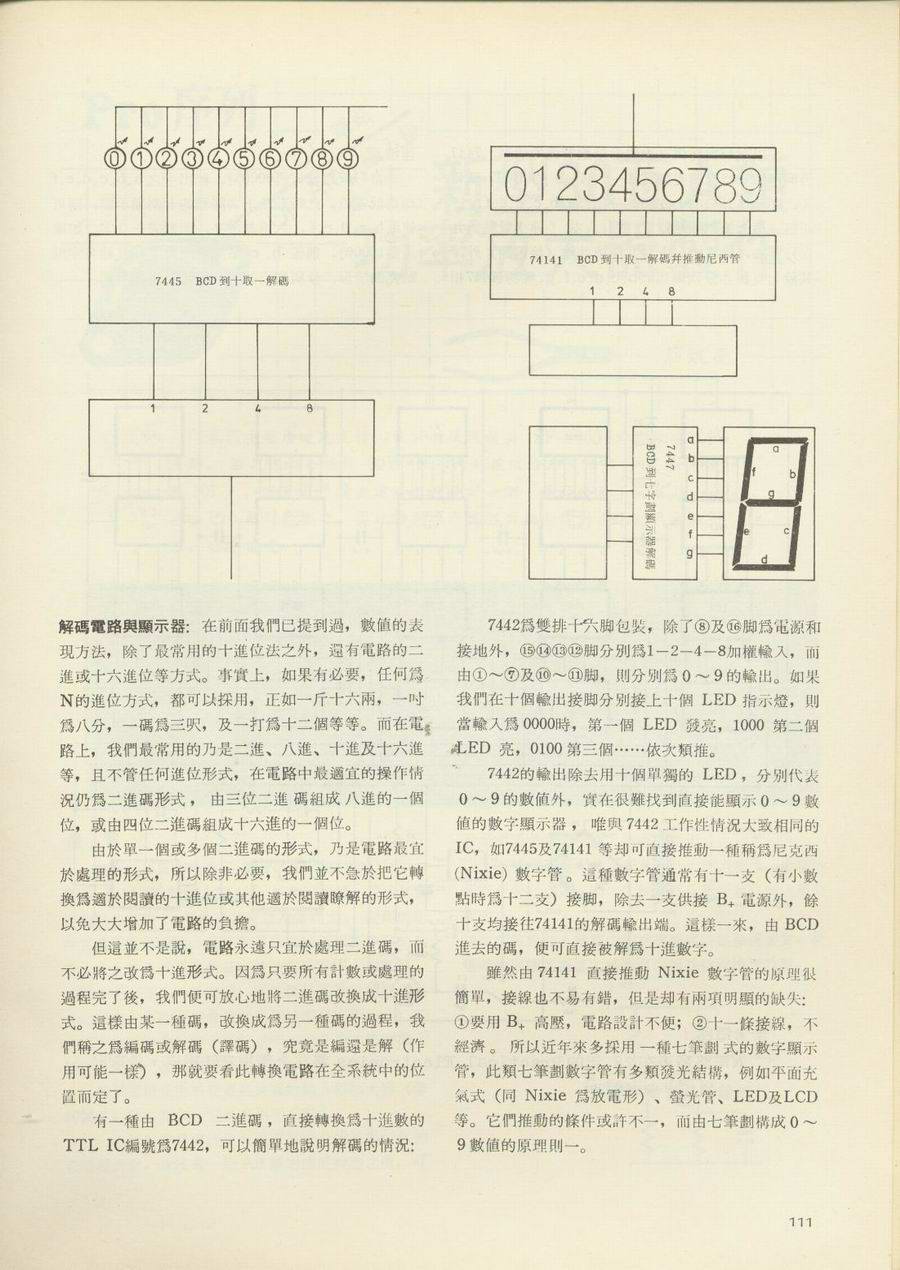 0 1 2 3 4 5 6 7 8 9
7445 BCD到十取一解碼
1 2 4 8
0123456789
74141 BCD到十取一解碼幷推動尼西管
1 2 4 8
7447
BCD到七字劃顯示器解碼
a
b
c
d
e
f
g
a
f b
g
e c
d
解碼電路與顯示器:在前面我們已提到過,數值的表
現方法,除了最常用的十進位法之外,還有電路的二
進或十六進位等方式。事實上,如果有必要,任何爲
N的進位方式,都可以採用,正如一斤十六兩,一吋
爲八分,一碼爲三呎,及一打爲十二個等等。而在電
路上,我們最常用的乃是二進、八進、十進及十六進
等,且不管任何進位形式,在電路中最適宜的操作情
況仍爲二進碼形式,由三位二進碼組成八進的一個
位,或由四位二進碼組成十六進的一個位。
由於單一個或多個二進碼的形式,乃是電路最宜
於處理的形式,所以除非必要,我們並不急於把它轉
換爲適於閱讀的十進位或其他適於閱讀瞭解的形式,
以免大大增加了電路的負擔。
但這並不是說,電路永遠只宜於處理二進碼,而
不必將之改爲十進形式。因爲只要所有計數或處理的
過程完了後,我們便可放心地將二進碼改換成十進形
式。這樣由某一種碼,改換成爲另一種碼的過程,我
們稱之爲編碼或解碼(譯碼),究竟是編還是解(作
用可能一樣),那就要看此轉換電路在全系統中的位
置而定了。
有一種由 BCD 二進碼,直接轉換爲十進數的
TTL IC編號爲7442,可以簡單地說明解碼的情況:
7442爲雙排十六脚包裝,除了⑧及⑯脚爲電源和
接地外,⑮⑭⑬⑫脚分別爲1-2-4-8加權輸入,而
由①~⑦及⑩~⑪脚,則分別爲0~9的輸出。如果
我們在十個輸出接脚分別接上十個 LED 指示燈,則
當輸入爲0000時,第一個 LED 發亮,1000 第二個
LED 亮,0100第三個……依次類推。
7442的輸出除去用十個單獨的 LED,分別代表
0~9的數值外,實在很難找到直接能顯示0~9數
值的數字顯示器,唯與7442工作性情況大致相同的
IC,如7445及74141等却可直接推動一種稱爲尼克西
(Nixie)數字管。這種數字管通常有十一支(有小數
點時爲十二支)接脚,除去一支供接 B+ 電源外,餘
十支均接往74141的解碼輸出端。這樣一來,由 BCD
進去的碼,便可直接被解爲十進數字。
雖然由74141 直接推動 Nixie 數字管的原理很
簡單,接線也不易有錯,但是却有兩項明顯的缺失:
①要用 B+ 高壓,電路設計不便;②十一條接線,不
經濟。所以近年來多採用一種七筆劃式的數字顯示
管,此類七筆劃數字管有多類發光結構,例如平面充
氣式(同 Nixie 爲放電形)、螢光管、LED及LCD
等。它們推動的條件或許不一,而由七筆劃構成0~
9數值的原理則一。
111